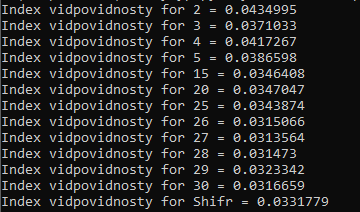 Index vidpovidnosty for 2 = 0.0434995
Index vidpovidnosty for 3 = 0.0371033
Index vidpovidnosty for 4 = 0.0417267
Index vidpovidnosty for 5 = 0.0386598
Index vidpovidnosty for 15 = 0.0346408
Index vidpovidnosty for 20 = 0.0347047
Index vidpovidnosty for 25 = 0.0343874
Index vidpovidnosty for 26 = 0.0315066
Index vidpovidnosty for 27 = 0.0313564
Index vidpovidnosty for 28 = 0.031473
Index vidpovidnosty for 29 = 0.0323342
Index vidpovidnosty for 30 = 0.0316659
Index vidpovidnosty for Shifr = 0.0331779